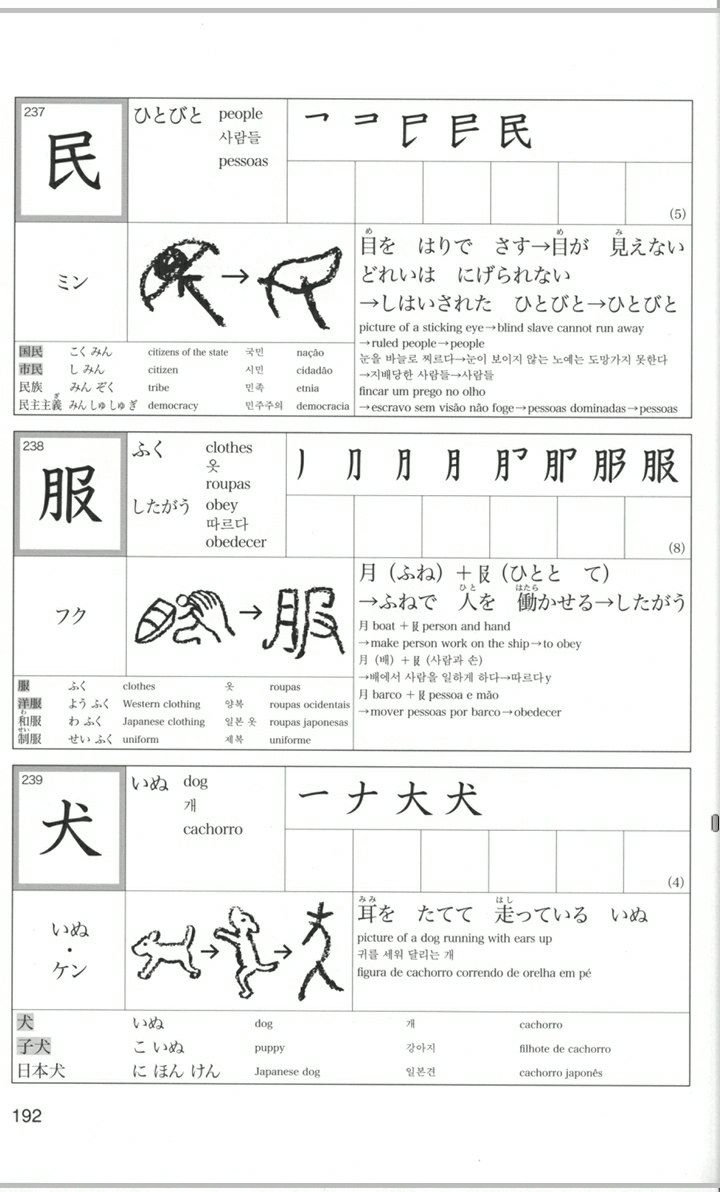 237
民
ひとびと people
사람들
pessoas
民
(5)
ミン
→
目を はりで さす→目が 見えない
め め み
どれいは にげられない
→しはいされた ひとびと→ひとびと
picture of a sticking eye→blind slave cannot run away
→ruled people→people
눈을 바늘로 찌르다→눈이 보이지 않는 노예는 도망가지 못한다
→지배당한 사람들→사람들
fincar um prego no olho
→escravo sem visão não foge→pessoas dominadas→pessoas
国民 こく みん citizens of the state 국민 nação
市民 し みん citizen 시민 cidadão
民族 みん ぞく tribe 민족 etnia
ぎ
民主主義 みん しゅ しゅ ぎ democracy 민주주의 democracia
238
服
ふく clothes
옷
roupas
したがう obey
따르다
obedecer
服
(8)
フク
→
服
月(ふね)+𠬝(ひとと て)
ひと はたら
→ふねで 人を 働かせる→したがう
月 boat+𠬝 person and hand
→make person work on the ship→to obey
月(배)+𠬝(사람과 손)
→배에서 사람을 일하게 하다→따르다y
月 barco+𠬝 pessoa e mão
→mover pessoas por barco→obedecer
服 ふく clothes 옷 roupas
洋服 よう ふく Western clothing 양복 roupas ocidentais
わ
和服 わ ふく Japanese clothing 일본 옷 roupas japonesas
せい
制服 せい ふく uniform 제복 uniforme
239
犬
いぬ dog
개
cachorro
一 ナ 大 犬
(4)
いぬ
・
ケン
→ →
みみ はし
耳を たてて 走っている いぬ
picture of a dog running with ears up
귀를 세워 달리는 개
figura de cachorro correndo de orelha em pé
犬 いぬ dog 개 cachorro
子犬 こ いぬ puppy 강아지 filhote de cachorro
日本犬 に ほん けん Japanese dog 일본견 cachorro japonês
192